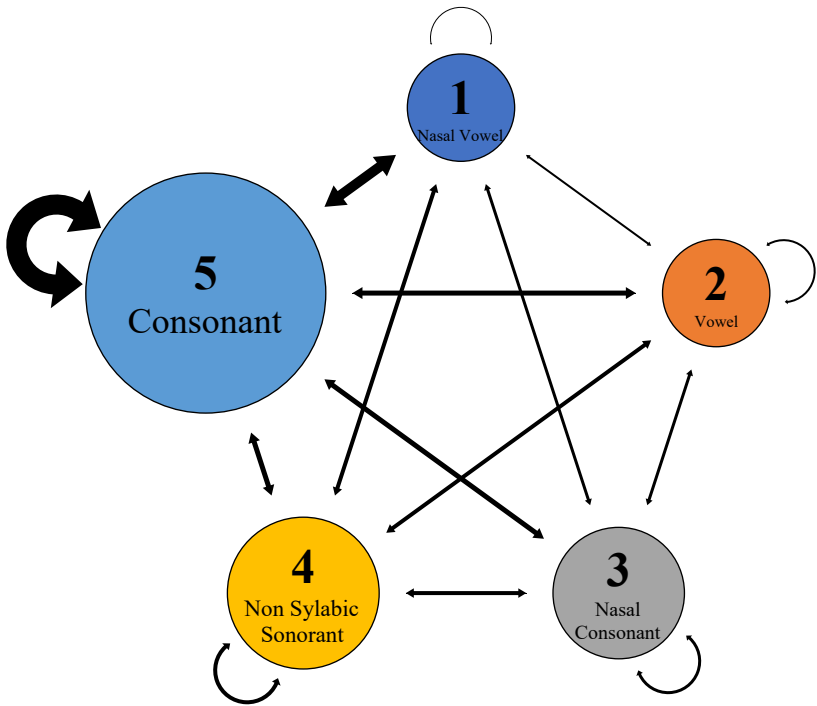 1
Nasal Vowel
2
Vowel
3
Nasal
Consonant
4
Non Sylabic
Sonorant
5
Consonant